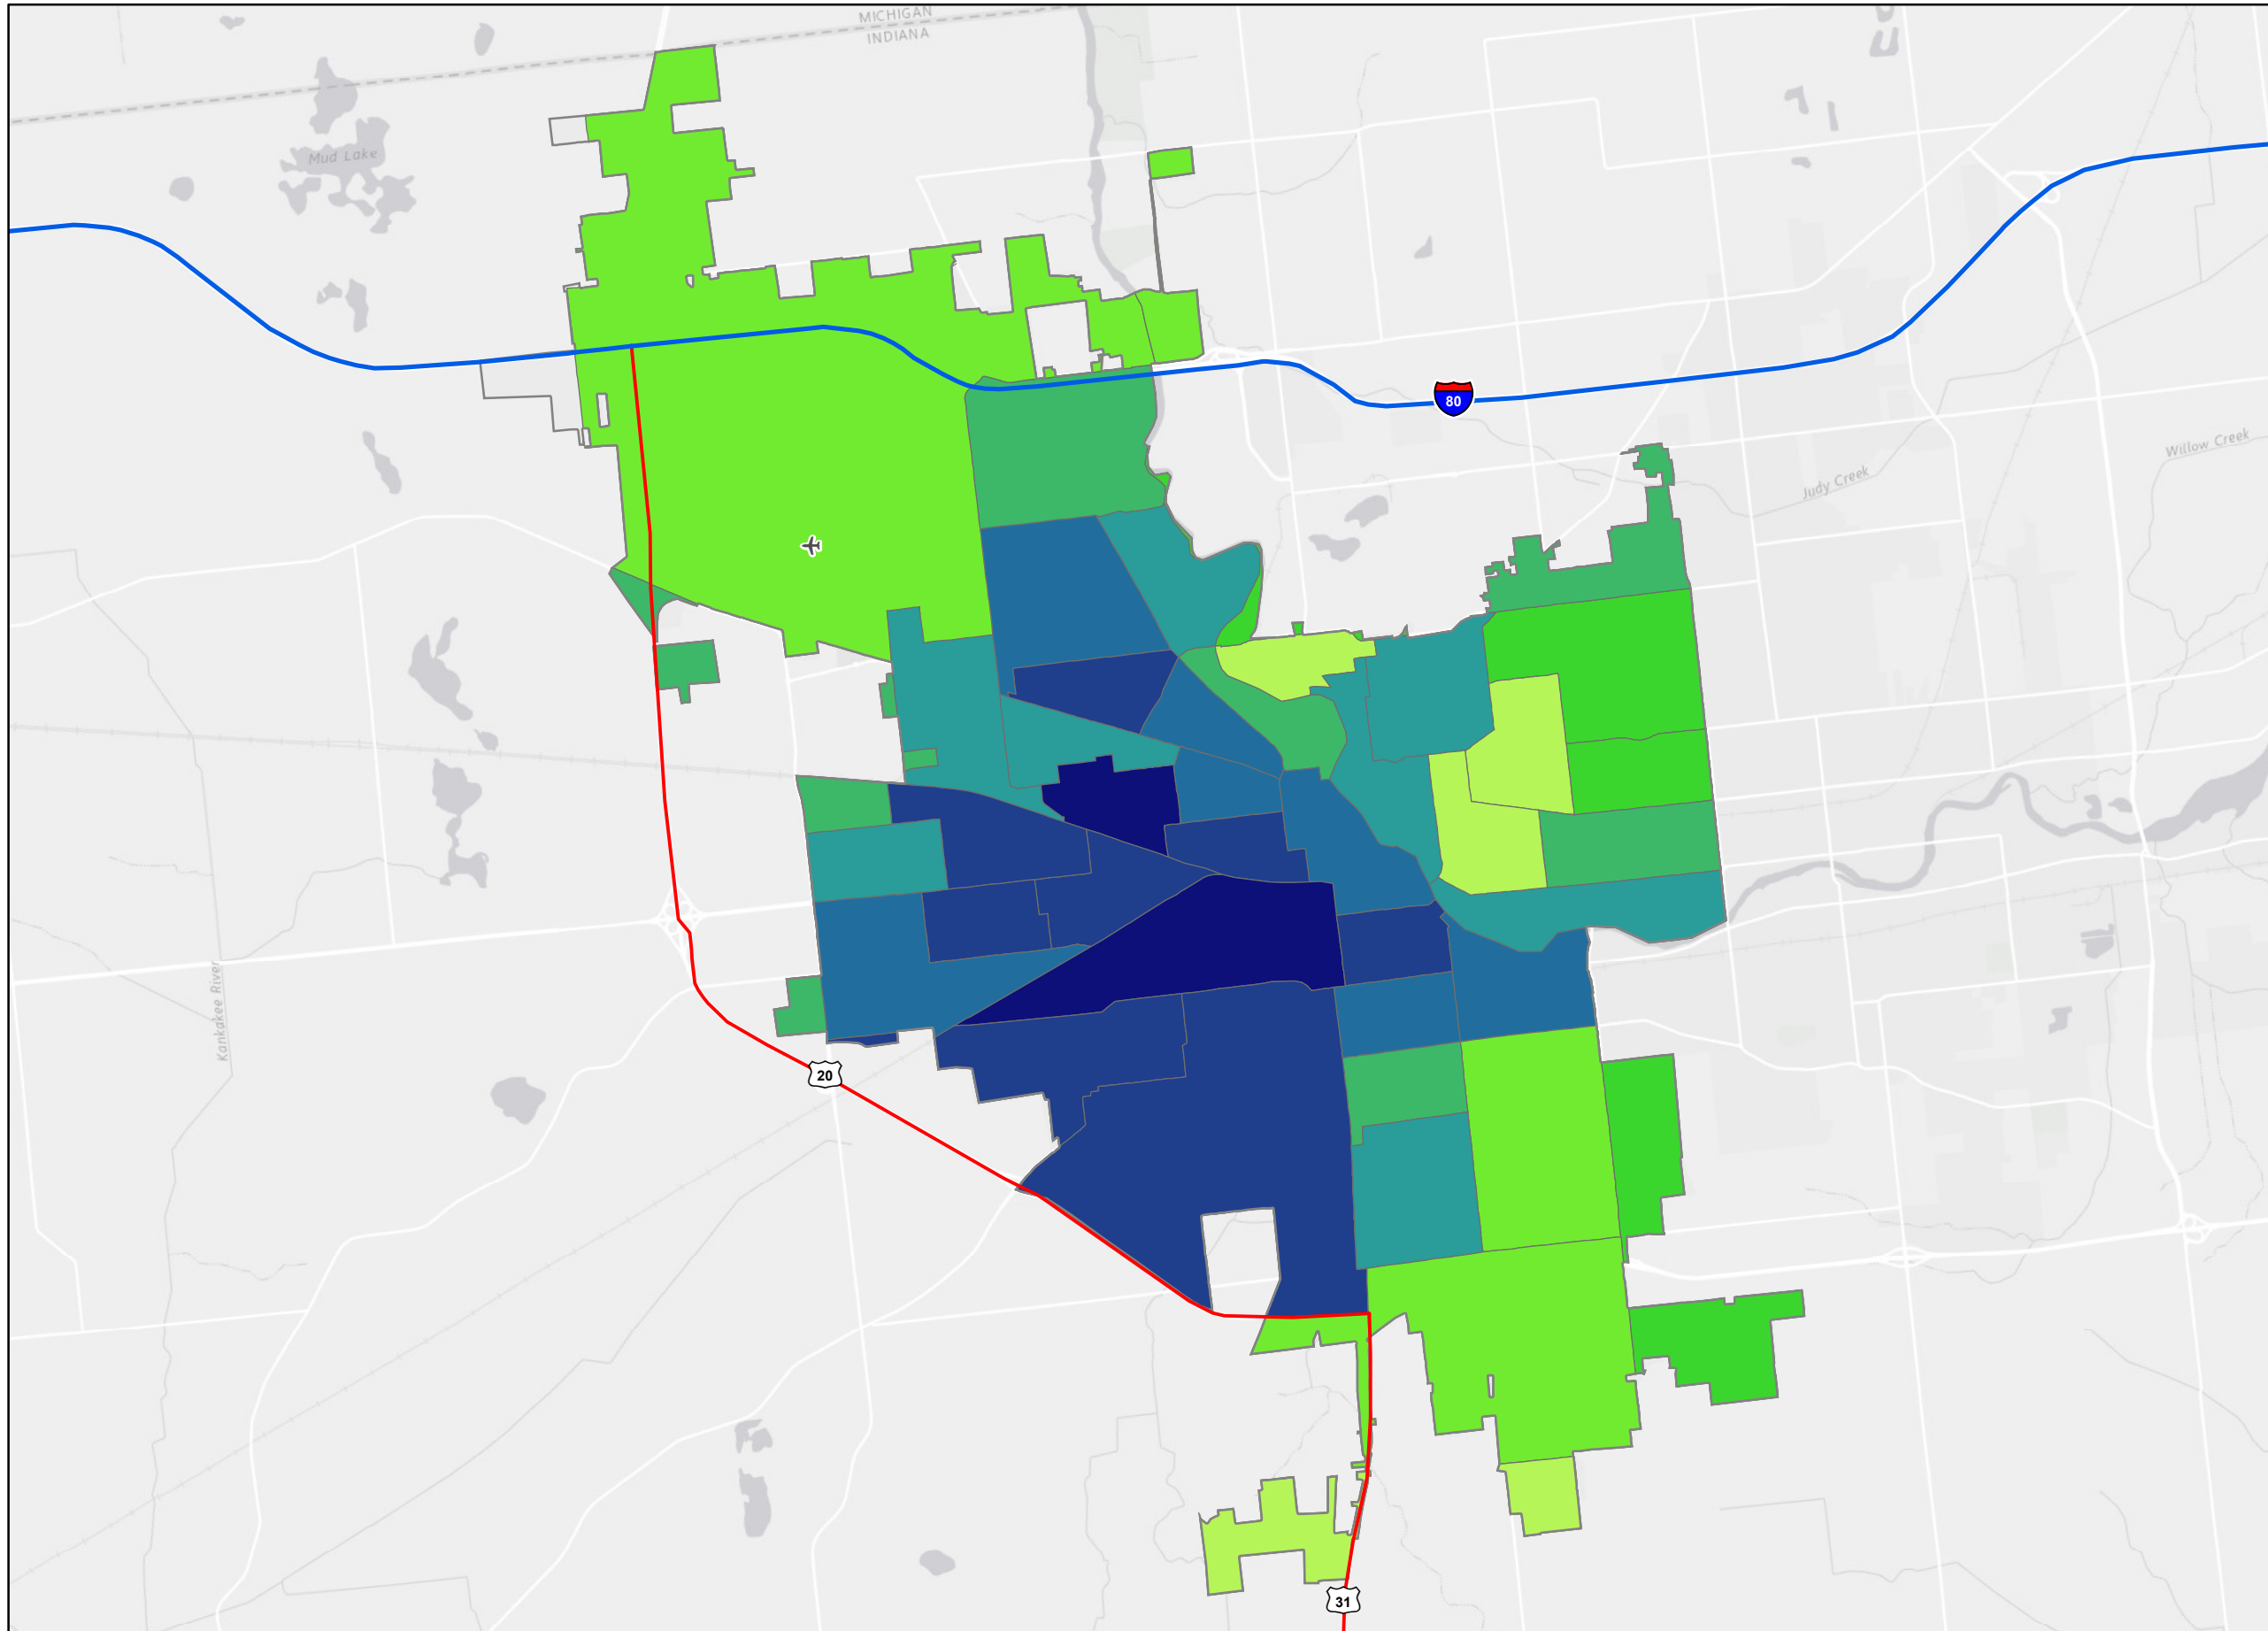 MICHIGAN
INDIANA
Mud Lake
80
Willow Creek
Judy Creek
Kankakee River
20
31